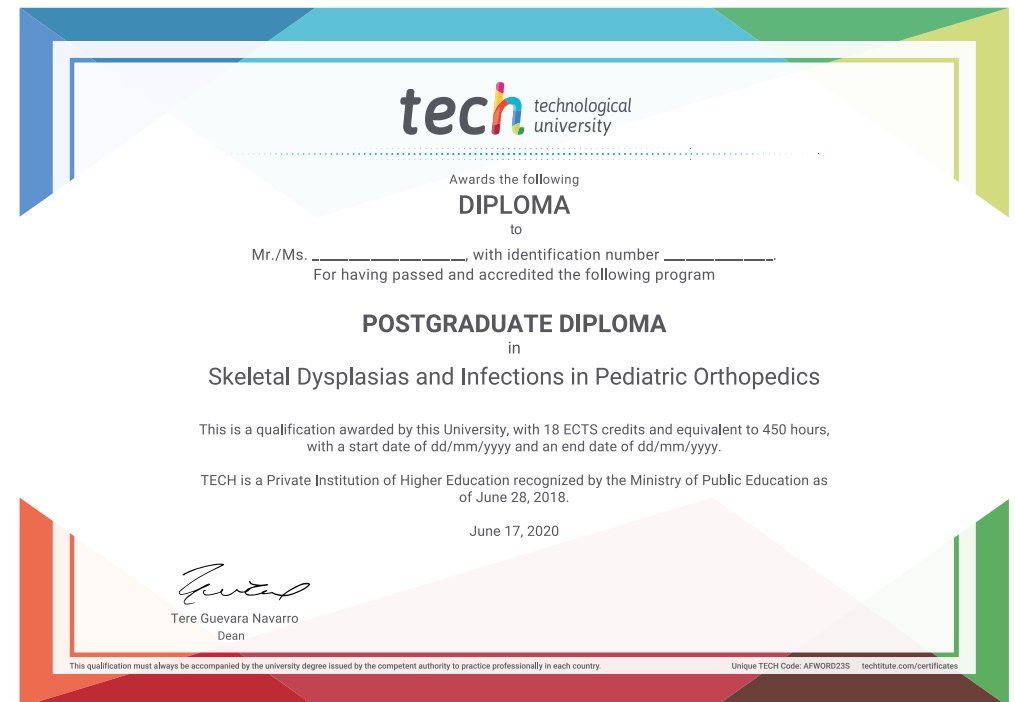 tech technological
university
Awards the following
DIPLOMA
to
Mr./Ms. __________________, with identification number _____________.
For having passed and accredited the following program
POSTGRADUATE DIPLOMA
in
Skeletal Dysplasias and Infections in Pediatric Orthopedics
This is a qualification awarded by this University, with 18 ECTS credits and equivalent to 450 hours,
with a start date of dd/mm/yyyy and an end date of dd/mm/yyyy.
TECH is a Private Institution of Higher Education recognized by the Ministry of Public Education as
of June 28, 2018.
June 17, 2020
Tere Guevara Navarro
Dean
This qualification must always be accompanied by the university degree issued by the competent authority to practice professionally in each country.
Unique TECH Code: AFWORD23S techtitute.com/certificates